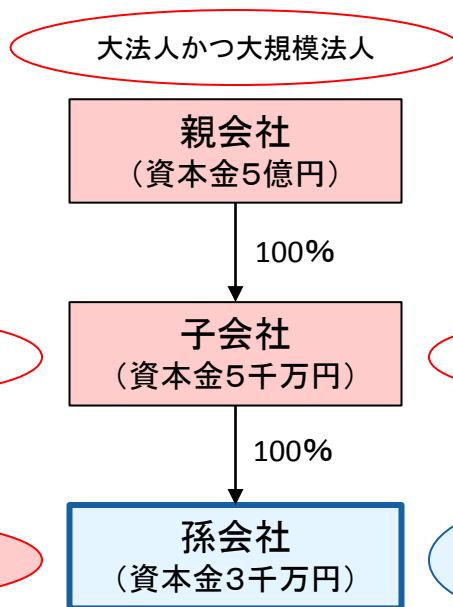 大法人かつ大規模法人
親会社
（資本金５億円）
100%
子会社
（資本金５千万円）
100%
孫会社
（資本金３千万円）